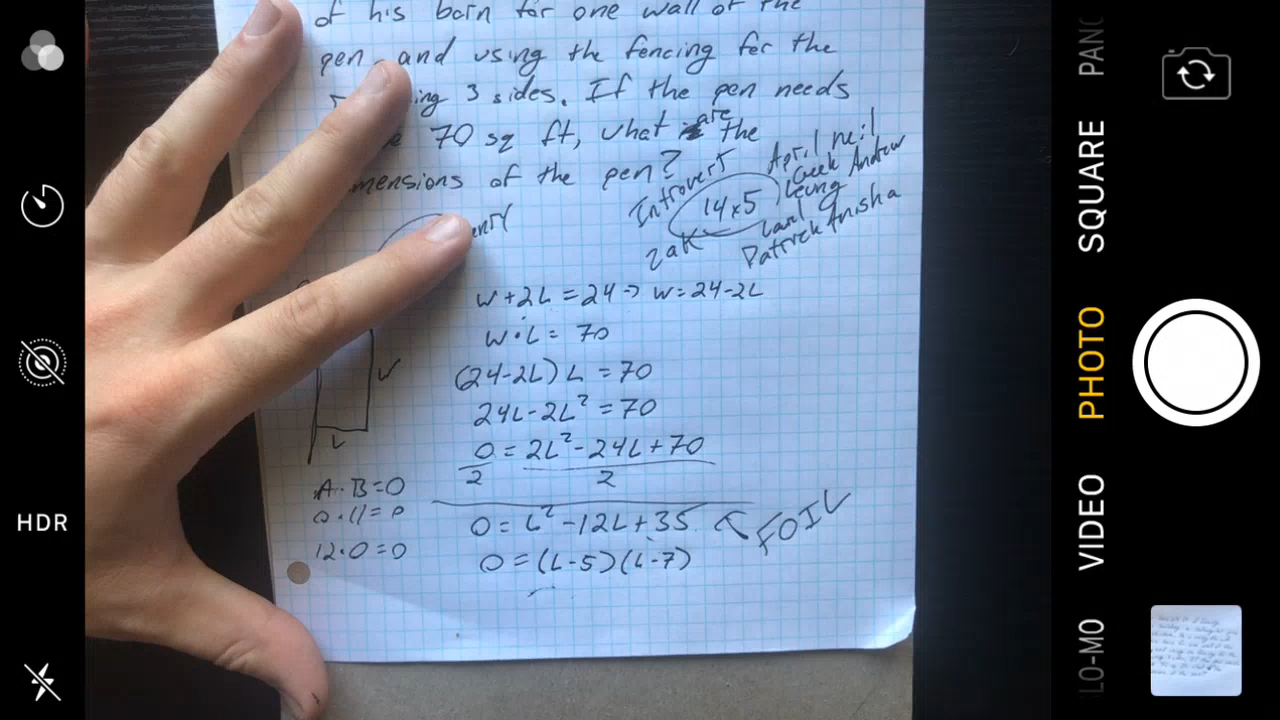 of his barn for one wall of the
pen, and using the fencing for the
3 sides. If the pen needs
70 sq ft, what are the
dimensions of the pen?
Introvert
14x5
April Neil
Geek Andrew
Leung
Carl
Patrick Anisha
Zak
W + 2L = 24 → W = 24-2L
W · L = 70
(24-2L) L = 70
24L - 2L² = 70
0 = 2L² - 24L + 70
2 2
0 = L² - 12L + 35
FOIL
0 = (L-5)(L-7)
W
L
A·B=0
0·11=0
12·0=0
HDR
LO-MO
VIDEO
PHOTO
SQUARE
PANO